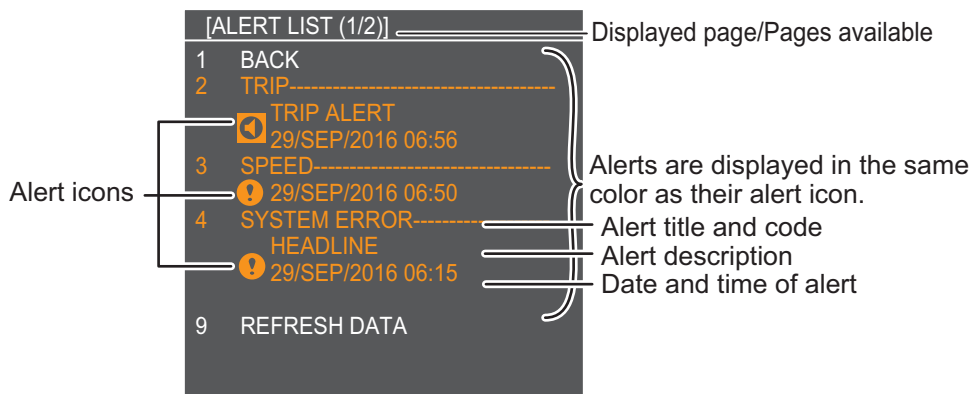 [ALERT LIST (1/2)]
Displayed page/Pages available
1 BACK
2 TRIP---------------------------------------
TRIP ALERT
29/SEP/2016 06:56
3 SPEED----------------------------------
29/SEP/2016 06:50
4 SYSTEM ERROR--------------------
HEADLINE
29/SEP/2016 06:15
9 REFRESH DATA
Alert icons
Alerts are displayed in the same
color as their alert icon.
Alert title and code
Alert description
Date and time of alert